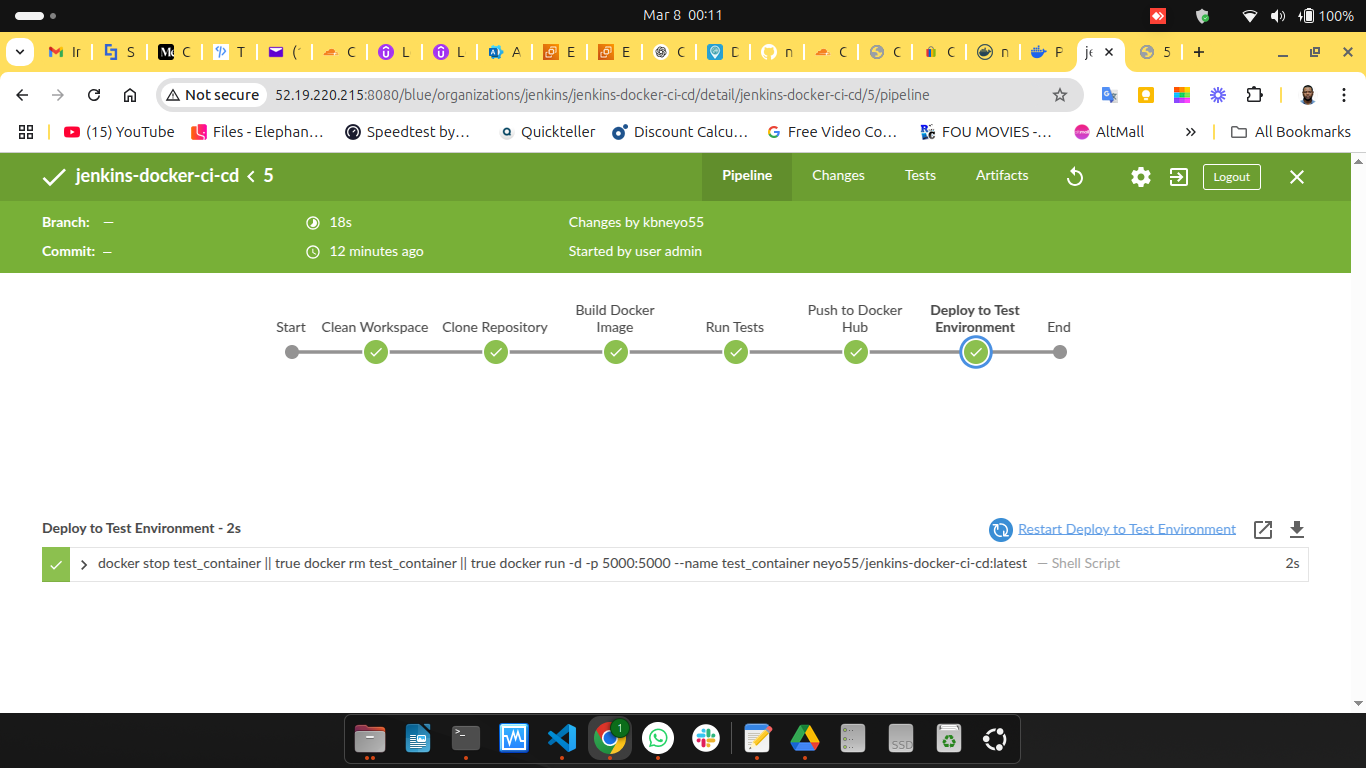 Mar 8 00:11
100%
Ir
S
C
T
(
C
L
L
A
E
E
C
D
n
C
C
C
n
P
je
5
Not secure
52.19.220.215:8080/blue/organizations/jenkins/jenkins-docker-ci-cd/detail/jenkins-docker-ci-cd/5/pipeline
(15) YouTube
Files - Elephan...
Speedtest by...
Quickteller
Discount Calcu...
Free Video Co...
FOU MOVIES -...
AltMall
»
All Bookmarks
jenkins-docker-ci-cd < 5
Pipeline
Changes
Tests
Artifacts
Logout
Branch: —
18s
Changes by kbneyo55
Commit: —
12 minutes ago
Started by user admin
Start
Clean Workspace
Clone Repository
Build Docker
Image
Run Tests
Push to Docker
Hub
Deploy to Test
Environment
End
Deploy to Test Environment - 2s
Restart Deploy to Test Environment
docker stop test_container || true docker rm test_container || true docker run -d -p 5000:5000 --name test_container neyo55/jenkins-docker-ci-cd:latest — Shell Script
2s
1
SSD